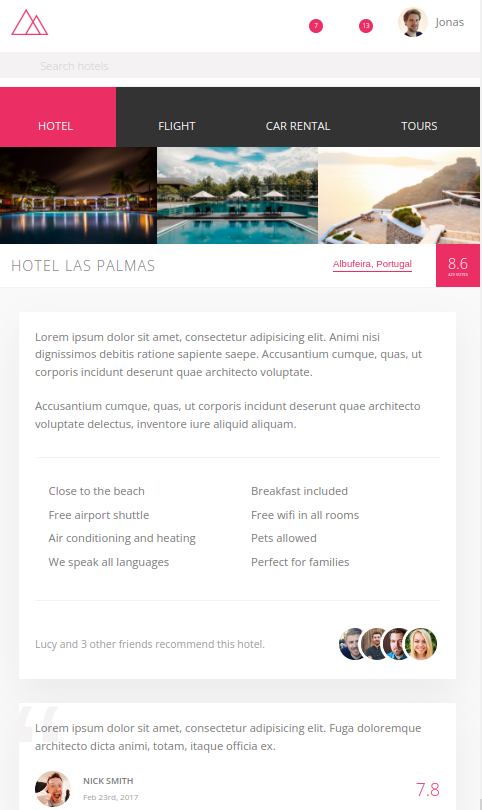 7
13
Jonas
Search hotels
HOTEL
FLIGHT
CAR RENTAL
TOURS
HOTEL LAS PALMAS
Albufeira, Portugal
8.6
429 VOTES
Lorem ipsum dolor sit amet, consectetur adipisicing elit. Animi nisi
dignissimos debitis ratione sapiente saepe. Accusantium cumque, quas, ut
corporis incidunt deserunt quae architecto voluptate.
Accusantium cumque, quas, ut corporis incidunt deserunt quae architecto
voluptate delectus, inventore iure aliquid aliquam.
Close to the beach
Breakfast included
Free airport shuttle
Free wifi in all rooms
Air conditioning and heating
Pets allowed
We speak all languages
Perfect for families
Lucy and 3 other friends recommend this hotel.
“
Lorem ipsum dolor sit amet, consectetur adipisicing elit. Fuga doloremque
architecto dicta animi, totam, itaque officia ex.
NICK SMITH
Feb 23rd, 2017
7.8